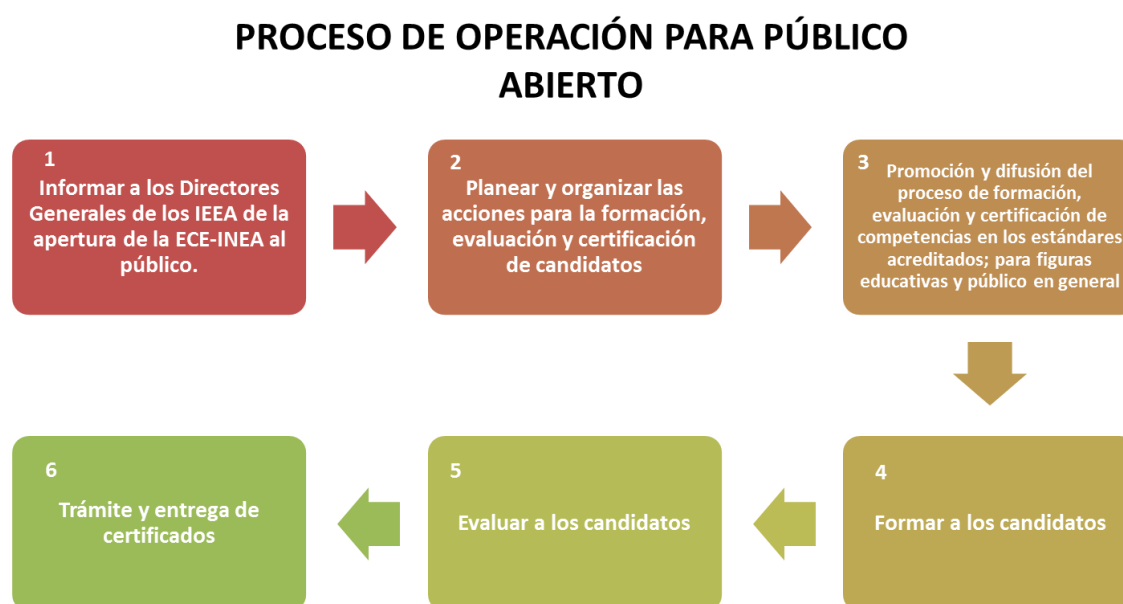 PROCESO DE OPERACIÓN PARA PÚBLICO
ABIERTO
1
Informar a los Directores
Generales de los IEEA de la
apertura de la ECE-INEA al
público.
2
Planear y organizar las
acciones para la formación,
evaluación y certificación
de candidatos
3
Promoción y difusión del
proceso de formación,
evaluación y certificación de
competencias en los estándares
acreditados; para figuras
educativas y público en general
4
Formar a los candidatos
5
Evaluar a los candidatos
6
Trámite y entrega de
certificados